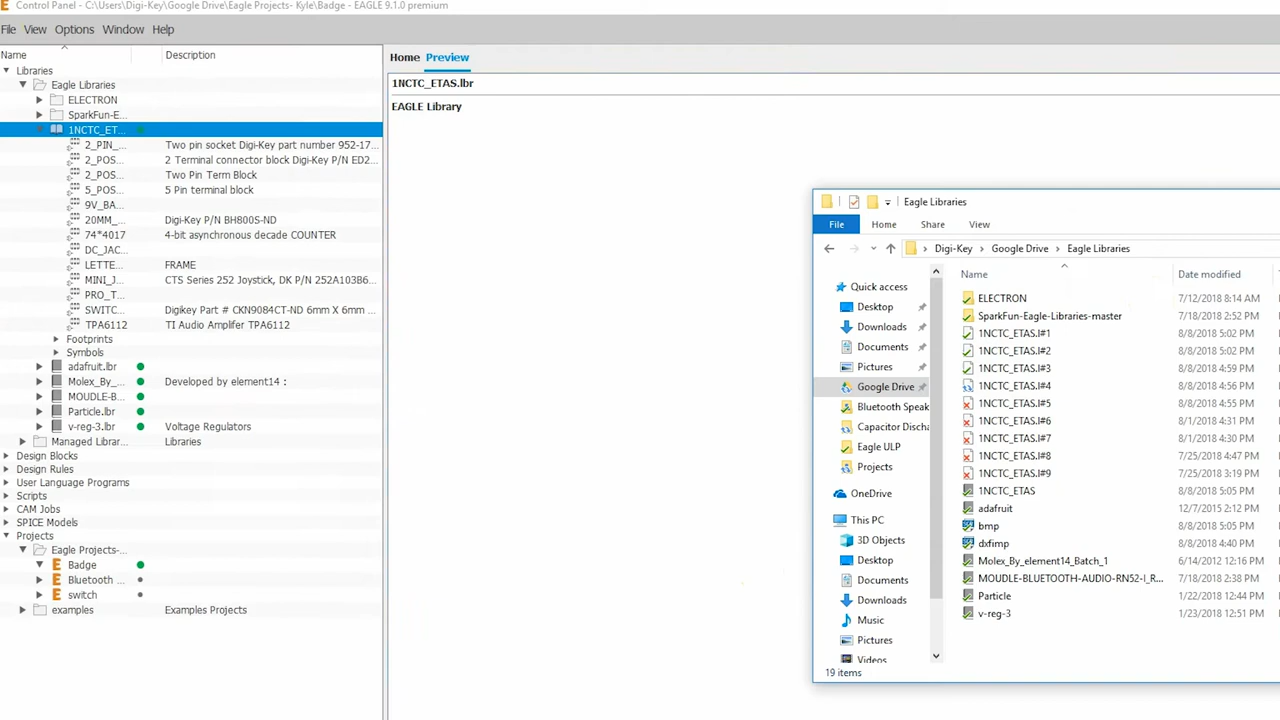 Control Panel - C:\Users\Digi-Key\Google Drive\Eagle Projects- Kyle\Badge - EAGLE 9.1.0 premium
File View Options Window Help
Name Description
Libraries
Eagle Libraries
ELECTRON
SparkFun-E...
1NCTC_ET...
2_PIN_... Two pin socket Digi-Key part number 952-17...
2_POS... 2 Terminal connector block Digi-Key P/N ED2...
2_POS... Two Pin Term Block
5_POS... 5 Pin terminal block
9V_BA...
20MM_... Digi-Key P/N BH800S-ND
74*4017 4-bit asynchronous decade COUNTER
DC_JAC...
LETTE... FRAME
MINI_J... CTS Series 252 Joystick, DK P/N 252A103B6...
PRO_T...
SWITC... Digikey Part # CKN9084CT-ND 6mm X 6mm ...
TPA6112 TI Audio Amplifer TPA6112
Footprints
Symbols
adafruit.lbr
Molex_By_... Developed by element14 :
MOUDLE-B...
Particle.lbr
v-reg-3.lbr Voltage Regulators
Managed Librar... Libraries
Design Blocks
Design Rules
User Language Programs
Scripts
CAM Jobs
SPICE Models
Projects
Eagle Projects-...
Badge
Bluetooth ...
switch
examples Examples Projects
Home Preview
1NCTC_ETAS.lbr
EAGLE Library
Eagle Libraries
File Home Share View
Digi-Key Google Drive Eagle Libraries
Quick access
Desktop
Downloads
Documents
Pictures
Google Drive
Bluetooth Speak
Capacitor Discha
Eagle ULP
Projects
OneDrive
This PC
3D Objects
Desktop
Documents
Downloads
Music
Pictures
Videos
Name Date modified
ELECTRON 7/12/2018 8:14 AM
SparkFun-Eagle-Libraries-master 7/18/2018 2:52 PM
1NCTC_ETAS.l#1 8/8/2018 5:02 PM
1NCTC_ETAS.l#2 8/8/2018 5:02 PM
1NCTC_ETAS.l#3 8/8/2018 4:59 PM
1NCTC_ETAS.l#4 8/8/2018 4:56 PM
1NCTC_ETAS.l#5 8/8/2018 4:55 PM
1NCTC_ETAS.l#6 8/1/2018 4:31 PM
1NCTC_ETAS.l#7 8/1/2018 4:30 PM
1NCTC_ETAS.l#8 7/25/2018 4:47 PM
1NCTC_ETAS.l#9 7/25/2018 3:19 PM
1NCTC_ETAS 8/8/2018 5:05 PM
adafruit 12/7/2015 2:12 PM
bmp 8/8/2018 5:05 PM
dxfimp 8/8/2018 4:40 PM
Molex_By_element14_Batch_1 6/14/2012 12:16 PM
MOUDLE-BLUETOOTH-AUDIO-RN52-I_R... 7/18/2018 2:38 PM
Particle 1/22/2018 12:44 PM
v-reg-3 1/23/2018 12:51 PM
19 items